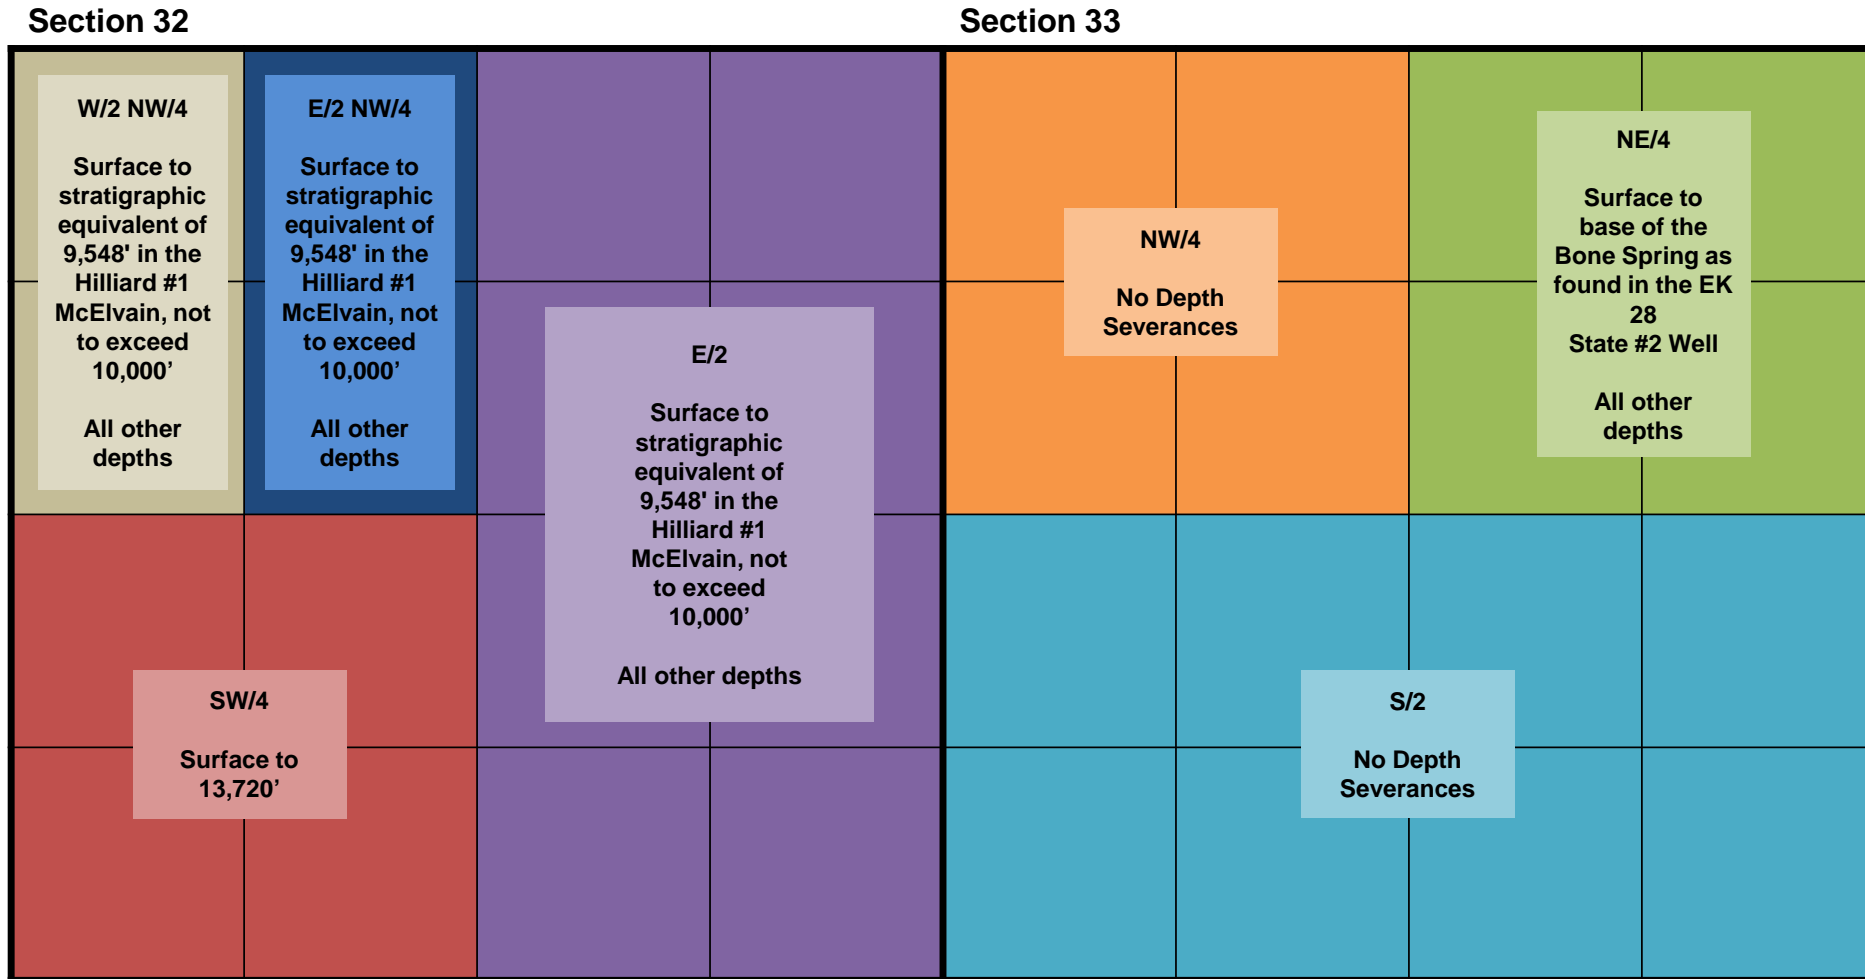 Section 32
Section 33
W/2 NW/4
Surface to
stratigraphic
equivalent of
9,548' in the
Hilliard #1
McElvain, not
to exceed
10,000’
All other
depths
E/2 NW/4
Surface to
stratigraphic
equivalent of
9,548' in the
Hilliard #1
McElvain, not
to exceed
10,000’
All other
depths
E/2
Surface to
stratigraphic
equivalent of
9,548' in the
Hilliard #1
McElvain, not
to exceed
10,000’
All other depths
SW/4
Surface to
13,720’
NW/4
No Depth
Severances
NE/4
Surface to
base of the
Bone Spring as
found in the EK
28
State #2 Well
All other
depths
S/2
No Depth
Severances